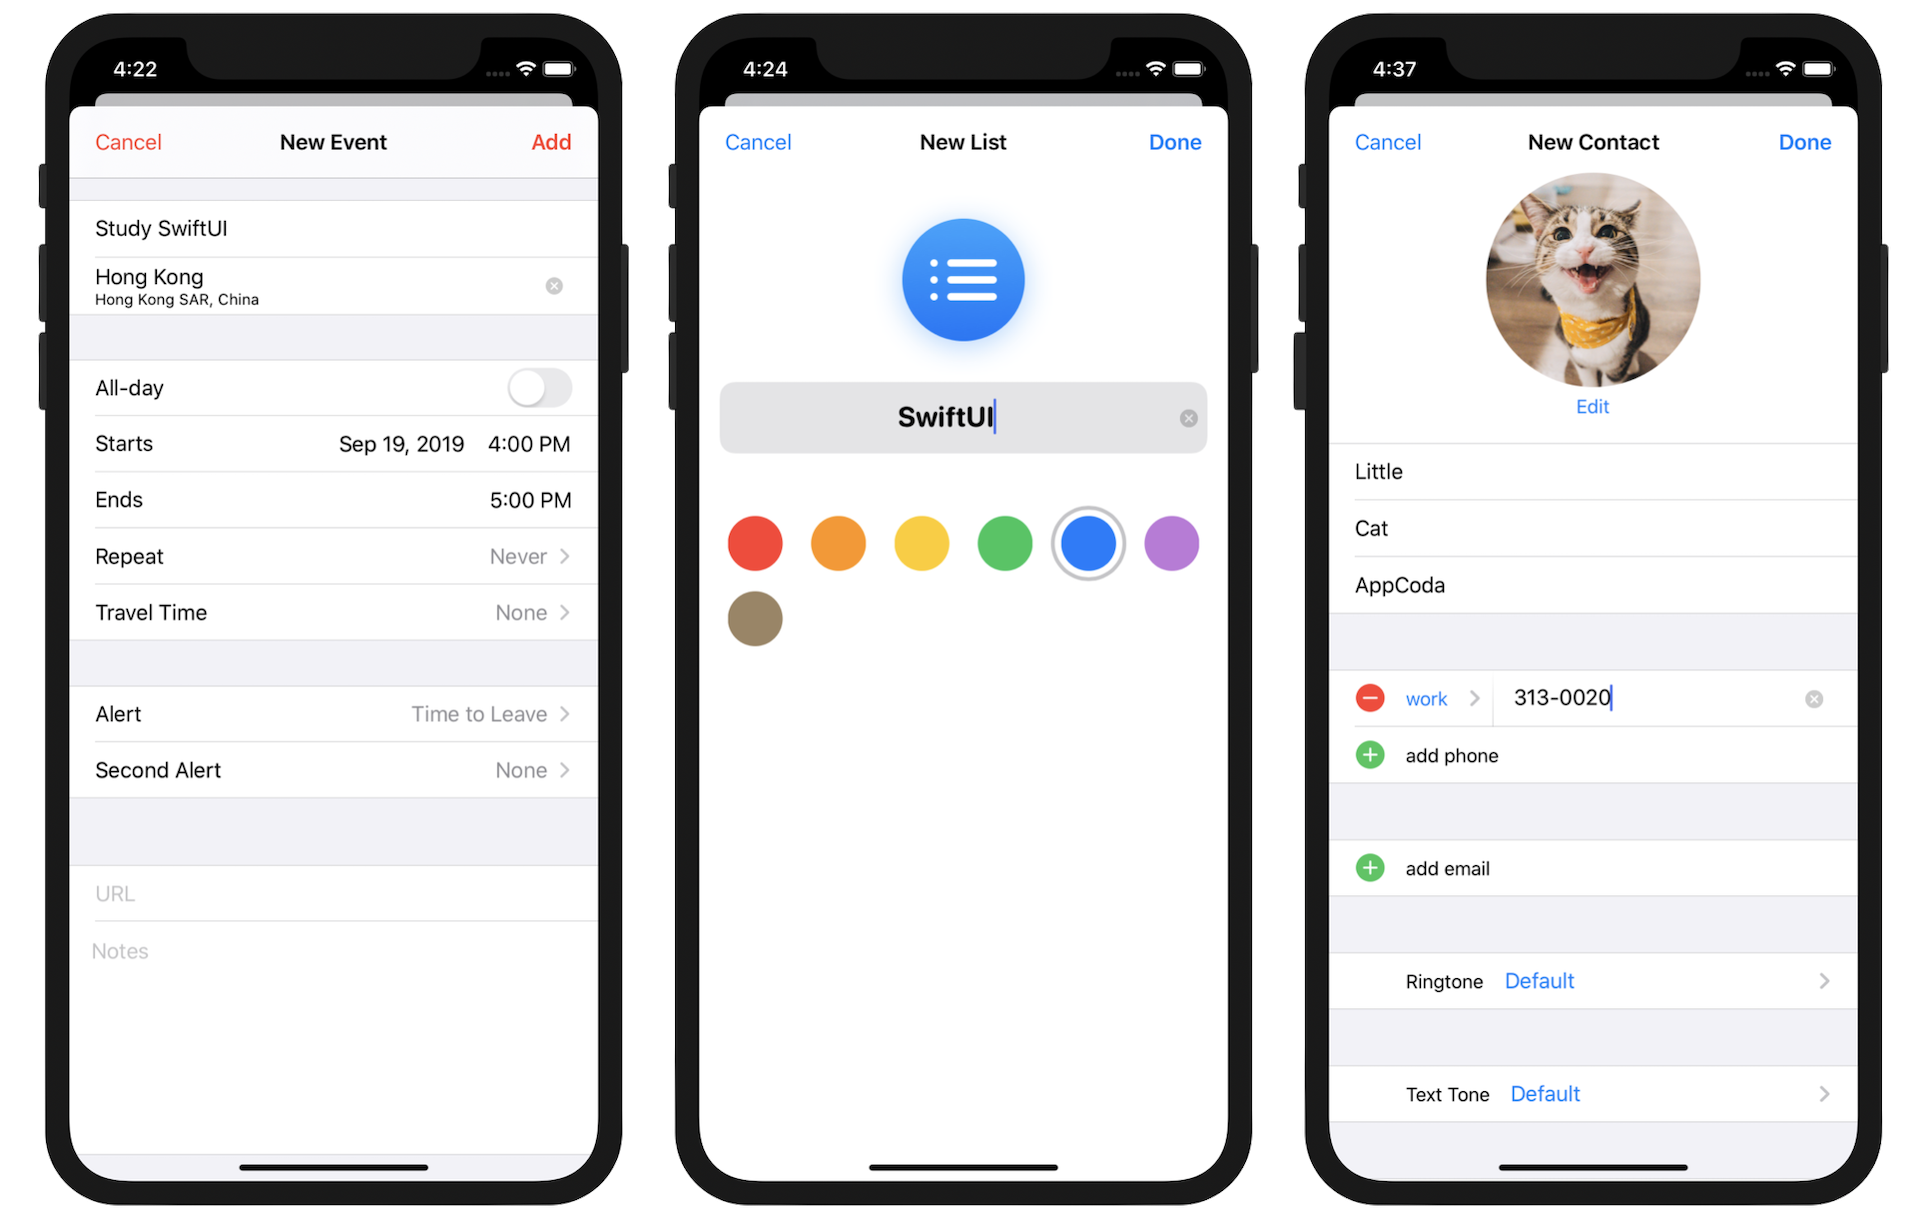 4:22
Cancel New Event Add
Study SwiftUI
Hong Kong
Hong Kong SAR, China
All-day
Starts Sep 19, 2019 4:00 PM
Ends 5:00 PM
Repeat Never
Travel Time None
Alert Time to Leave
Second Alert None
URL
Notes
4:24
Cancel New List Done
SwiftUI
4:37
Cancel New Contact Done
Edit
Little
Cat
AppCoda
work 313-0020
add phone
add email
Ringtone Default
Text Tone Default